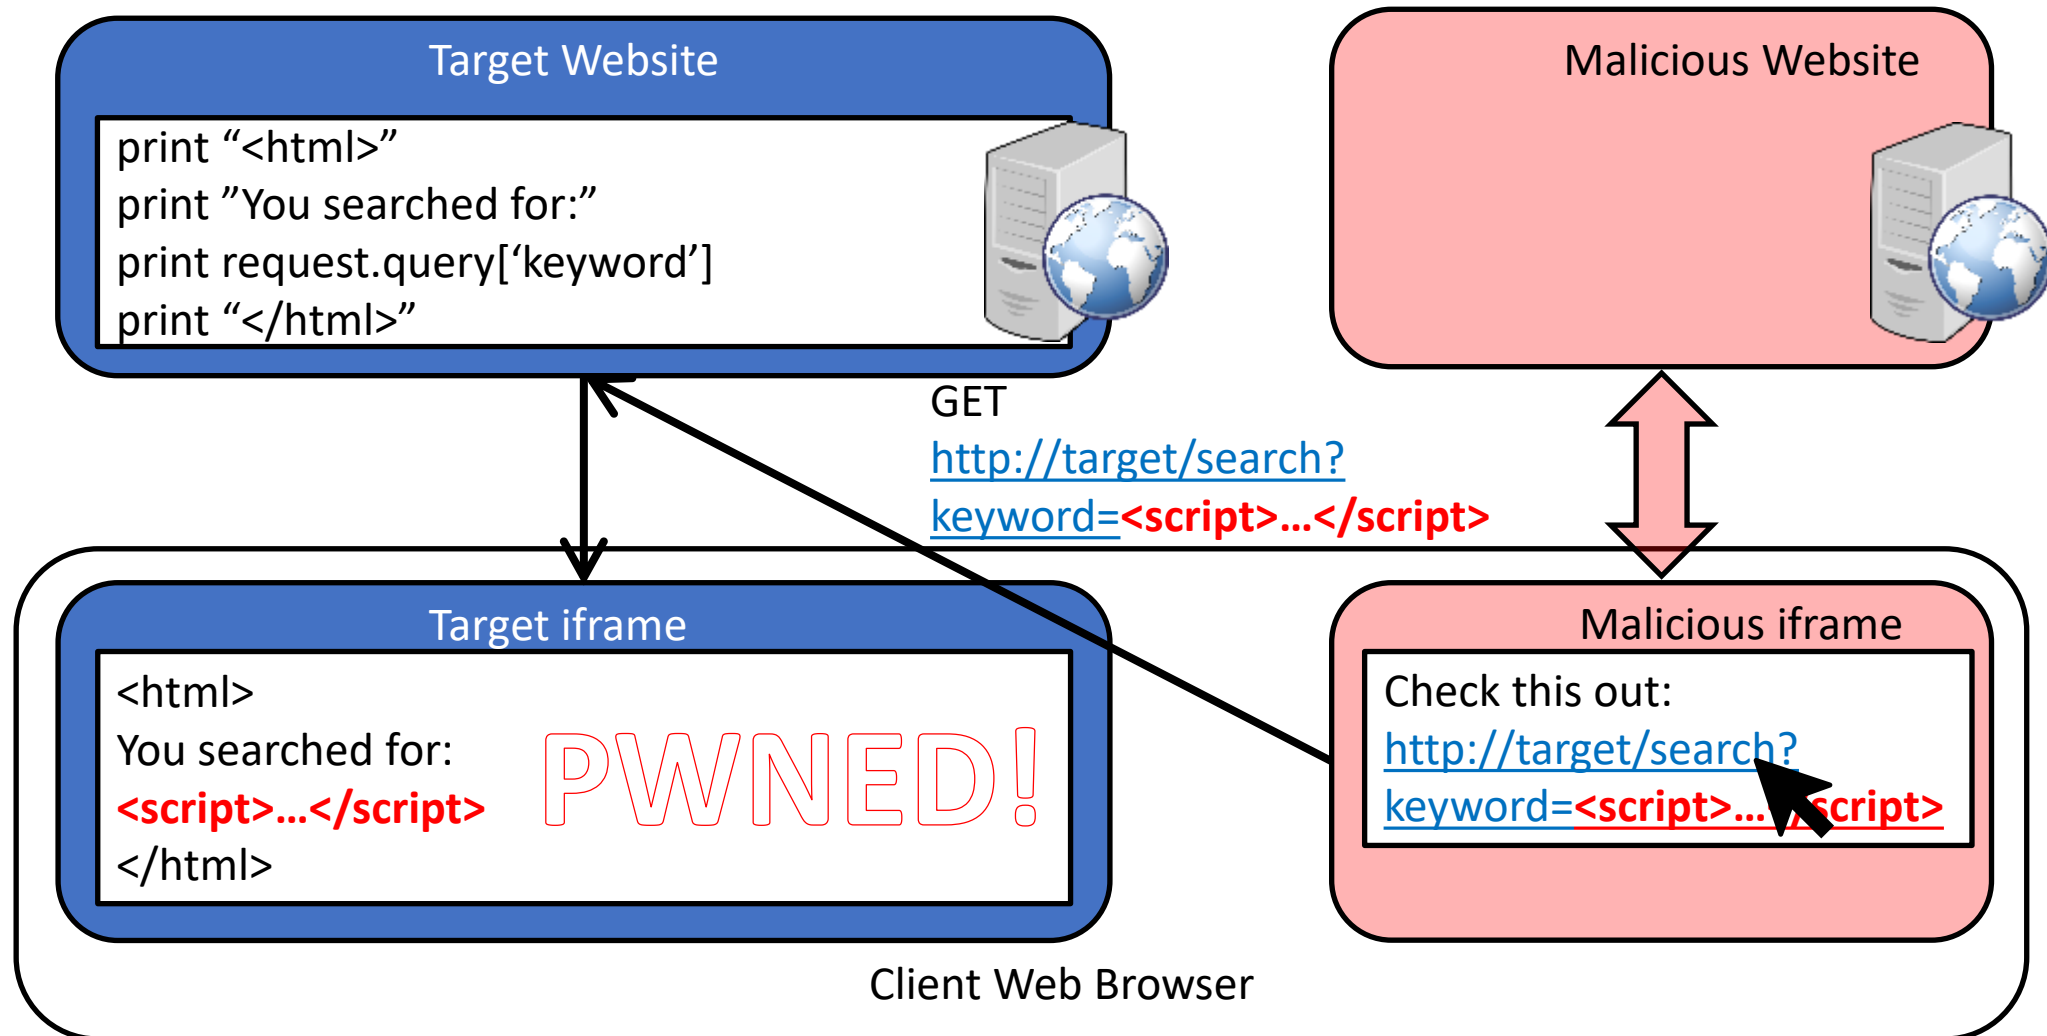 Target Website
print “<html>”
print ”You searched for:”
print request.query[‘keyword’]
print “</html>”
Malicious Website
GET
http://target/search?
keyword=<script>…</script>
Target iframe
<html>
You searched for:
<script>…</script>
</html>
PWNED!
Malicious iframe
Check this out:
http://target/search?
keyword=<script>…</script>
Client Web Browser